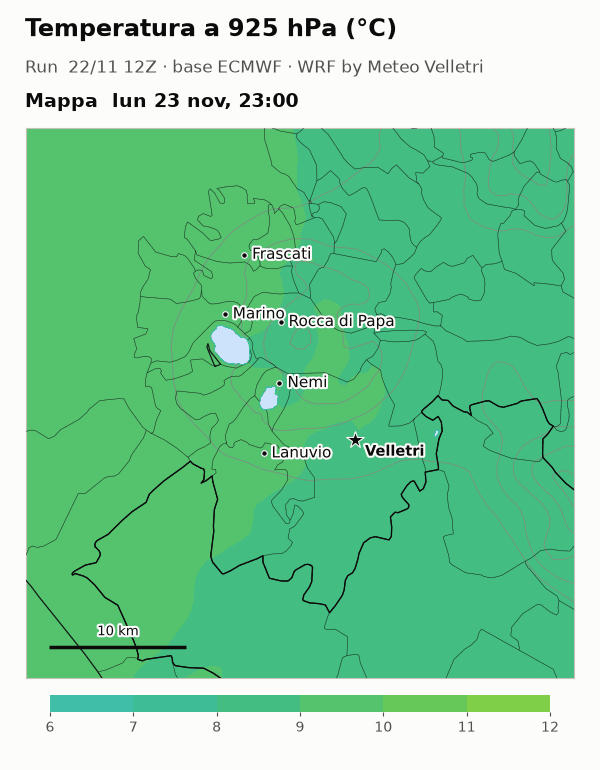 Temperatura a 925 hPa (°C)
Run  22/11 12Z · base ECMWF · WRF by Meteo Velletri
Mappa  lun 23 nov, 23:00
Frascati
Marino
Rocca di Papa
Nemi
Velletri
Lanuvio
10 km
6 7 8 9 10 11 12